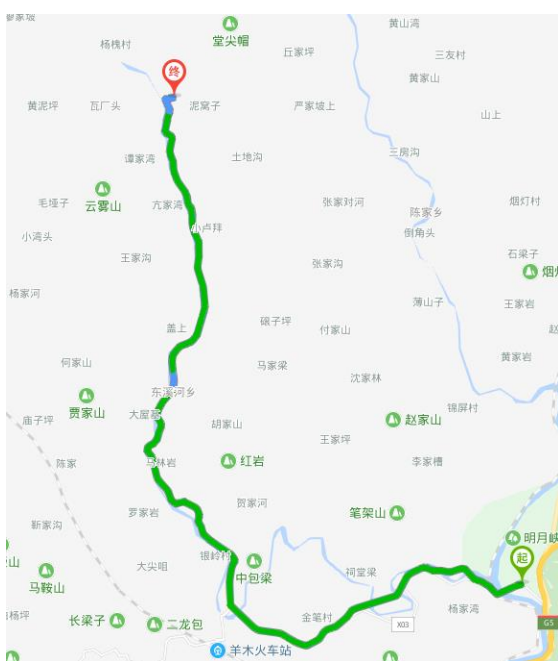 黄山湾
堂尖帽
杨槐村
丘家坪
三友村
终
黄家山
黄泥坪
瓦厂头
泥窝子
严家坡上
山上
谭家湾
土地沟
三房沟
云雾山
毛垭子
亢家湾
张家对河
陈家乡
烟灯村
小湾头
小卢拜
倒角头
王家沟
张家沟
石梁子
杨家河
薄山子
王家岩
盖上
碾子坪
付家山
何家山
马家梁
黄家岩
沈家林
东溪河乡
贾家山
大屋基
锦屏村
庙子坪
胡家山
赵家山
王家坪
陈家
马林岩
红岩
李家槽
贺家河
靳家沟
罗家岩
笔架山
明月峡
银岭村
起
大尖咀
中包梁
祠堂梁
马鞍山
杨家湾
长梁子
二龙包
金笔村
X03
G5
羊木火车站